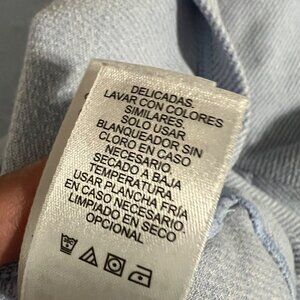 DELICADAS.
LAVAR CON COLORES
SIMILARES
SOLO USAR
BLANQUEADOR SIN
CLORO EN CASO
NECESARIO
SECADO A BAJA
TEMPERATURA.
USAR PLANCHA FRÍA
EN CASO NECESARIO
LIMPIADO EN SECO
OPCIONAL